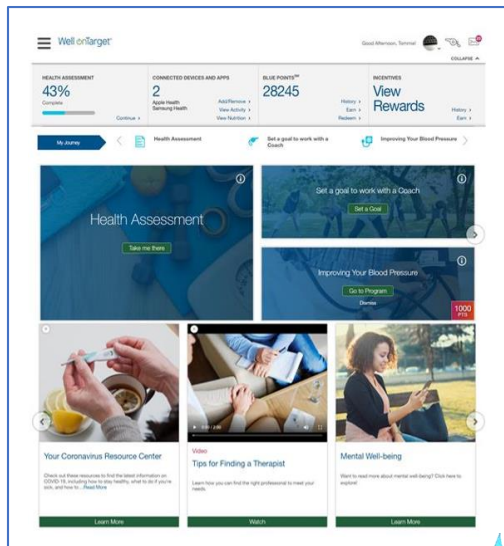 Well onTarget®
Good Afternoon, Tommie!
COLLAPSE
HEALTH ASSESSMENT
43%
Complete
Continue >
CONNECTED DEVICES AND APPS
2
Apple Health
Samsung Health
Add/Remove >
View Activity >
View Nutrition >
BLUE POINTS℠
28245
History >
Earn >
Redeem >
INCENTIVES
View
Rewards
History >
Earn >
My Journey
Health Assessment
Set a goal to work with a
Coach
Improving Your Blood Pressure
Health Assessment
Take me there
Set a goal to work with a Coach
Set a Goal
Improving Your Blood Pressure
Go to Program
Dismiss
1000
PTS
Your Coronavirus Resource Center
Check out these resources to find the latest information on
COVID-19, including how to stay healthy, what to do if you're
sick, and how to ...Read More
Learn More
Video
Tips for Finding a Therapist
Learn how you can find the right professional to meet your
needs.
Watch
Mental Well-being
Want to read more about mental well-being? Click here to
explore!
Learn More